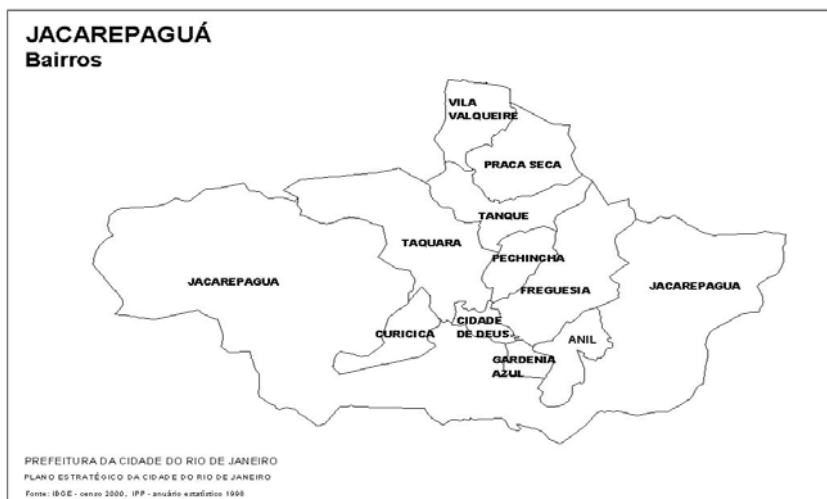 JACAREPAGUÁ
Bairros
VILA
VALQUEIRE
PRACA SECA
TANQUE
TAQUARA
PECHINCHA
JACAREPAGUA
FREGUESIA
JACAREPAGUA
CIDADE
DE DEUS
CURICICA
ANIL
GARDENIA
AZUL
PREFEITURA DA CIDADE DO RIO DE JANEIRO
PLANO ESTRATÉGICO DA CIDADE DO RIO DE JANEIRO
Fonte: IBGE - censo 2000, IPP - anuário estatístico 1998